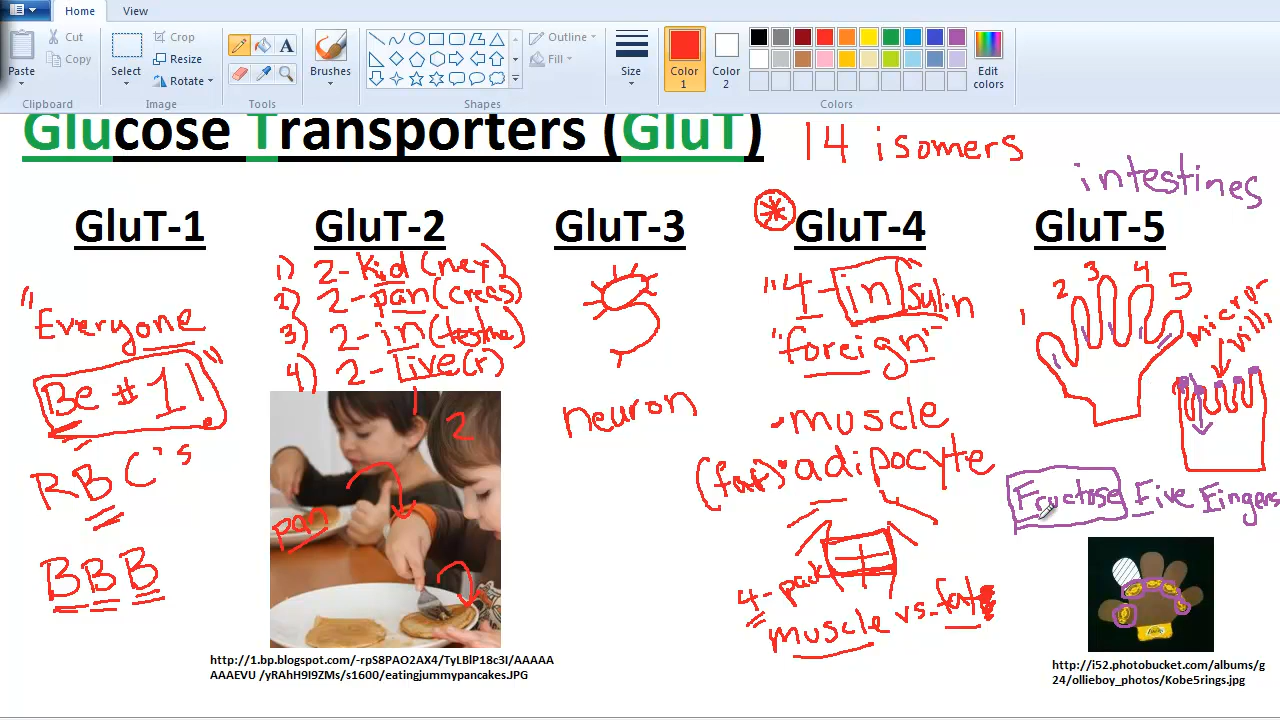 Home
View
Paste
Cut
Copy
Clipboard
Select
Crop
Resize
Rotate
Image
A
Tools
Brushes
Outline
Fill
Shapes
Size
Color 1
Color 2
Edit colors
Colors
Glucose Transporters (GluT)
14 isomers
intestines
GluT-1
"Everyone
Be #1!"
RBC's
BBB
GluT-2
1) 2-kid(ney)
2) 2-pan(creas)
3) 2-in(testine)
4) 2-live(r)
1
2
pan
http://1.bp.blogspot.com/-rpS8PAO2AX4/TyLBlP18c3I/AAAAA
AAAEVU /yRAhH9I9ZMs/s1600/eatingjummypancakes.JPG
GluT-3
neuron
GluT-4
"4-insulin
"foreign"
•muscle
(fat)•adipocyte
4-pack
muscle vs. fat
GluT-5
1 2 3 4 5
micro
villi
Fructose Five Fingers
http://i52.photobucket.com/albums/g
24/ollieboy_photos/Kobe5rings.jpg